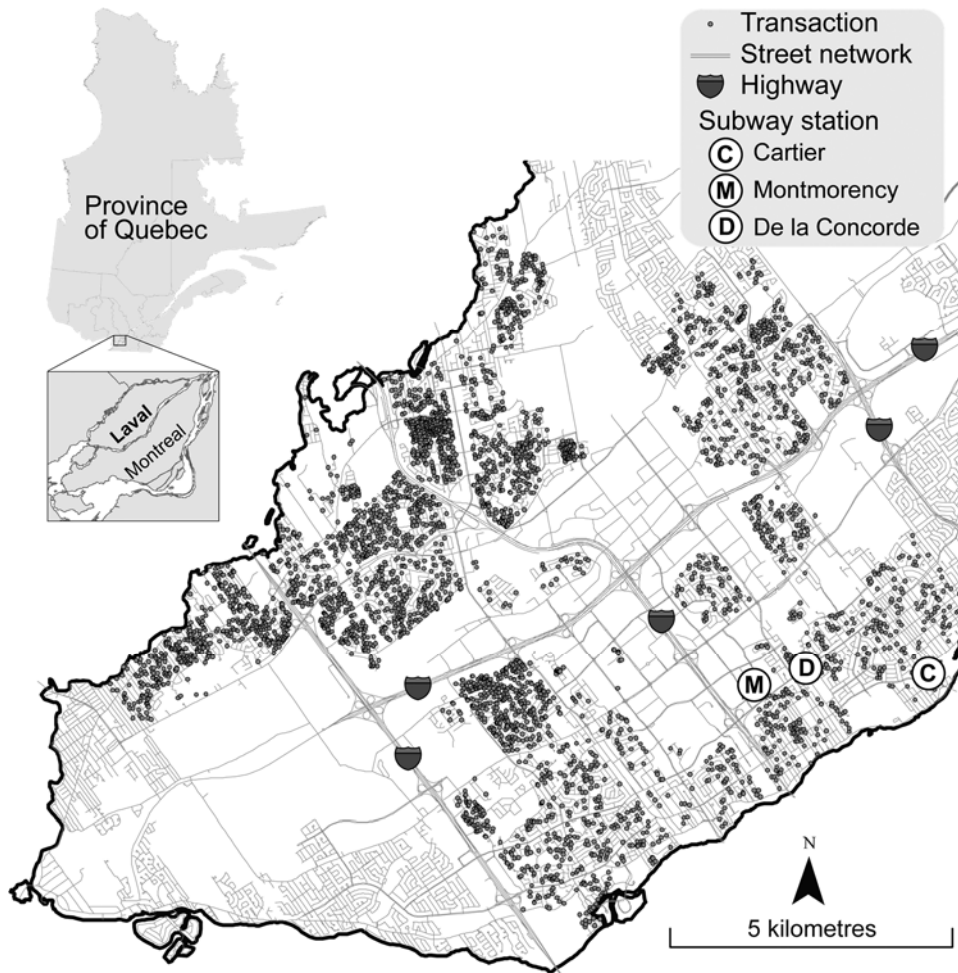 Transaction
Street network
Highway
Subway station
C Cartier
M Montmorency
D De la Concorde
Province
of Quebec
Laval
Montreal
M
D
C
N
5 kilometres